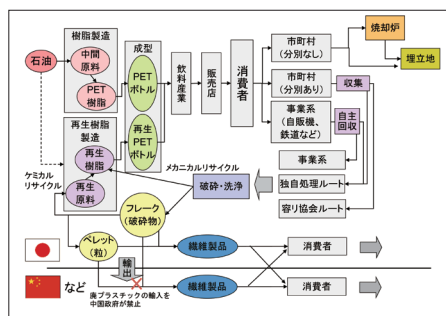 樹脂製造
成型
石油
中間
原料
PET
樹脂
PET
ボトル
飲料産業
販売店
消費者
市町村
(分別なし)
焼却炉
埋立地
市町村
(分別あり)
収集
事業系
(自販機、
鉄道など)
自主
回収
再生樹脂
製造
再生
樹脂
再生
PET
ボトル
メカニカルリサイクル
ケミカル
リサイクル
再生
原料
破砕・洗浄
事業系
独自処理ルート
容リ協会ルート
フレーク
(破砕物)
ペレット
(粒)
繊維製品
消費者
輸出
など
廃プラスチックの輸入を
中国政府が禁止
繊維製品
消費者